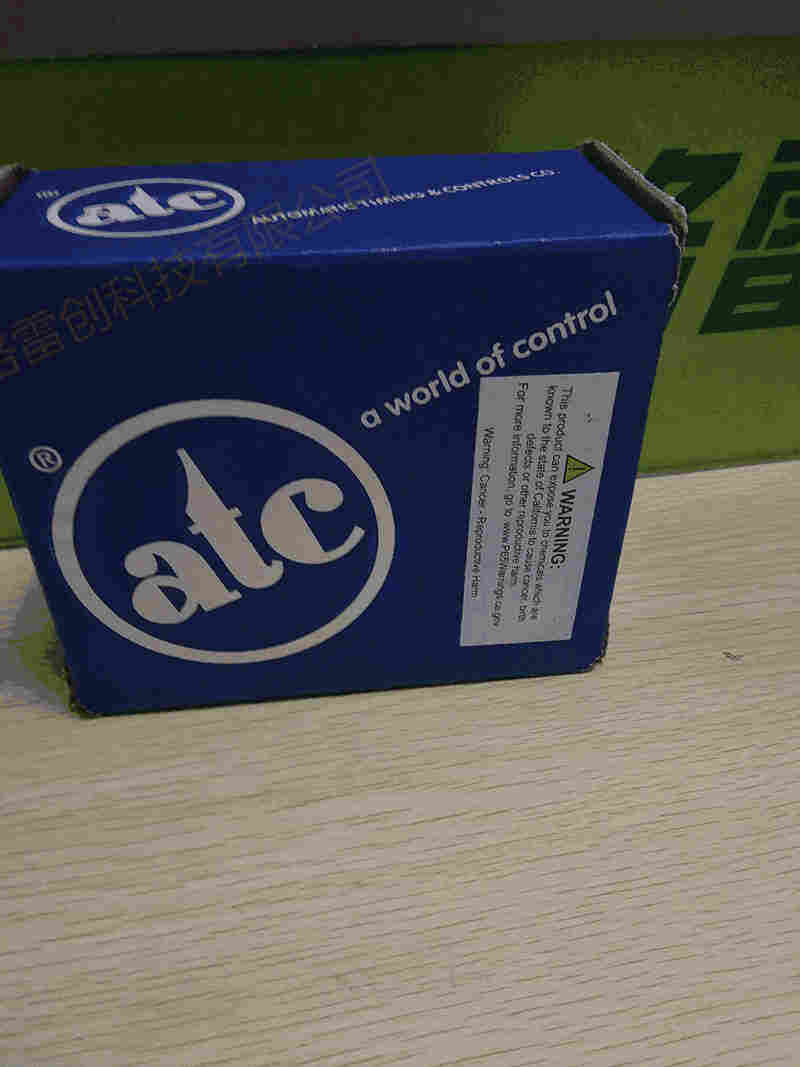 ®
atc
AUTOMATIC TIMING & CONTROLS CO.
雷创科技有限公司
a world of control
®
atc
⚠ WARNING:
This product can expose you to chemicals which are
known to the state of California to cause cancer, birth
defects or other reproductive harm.
For more information, go to www.P65Warnings.ca.gov
Warning: Cancer - Reproductive Harm
雷